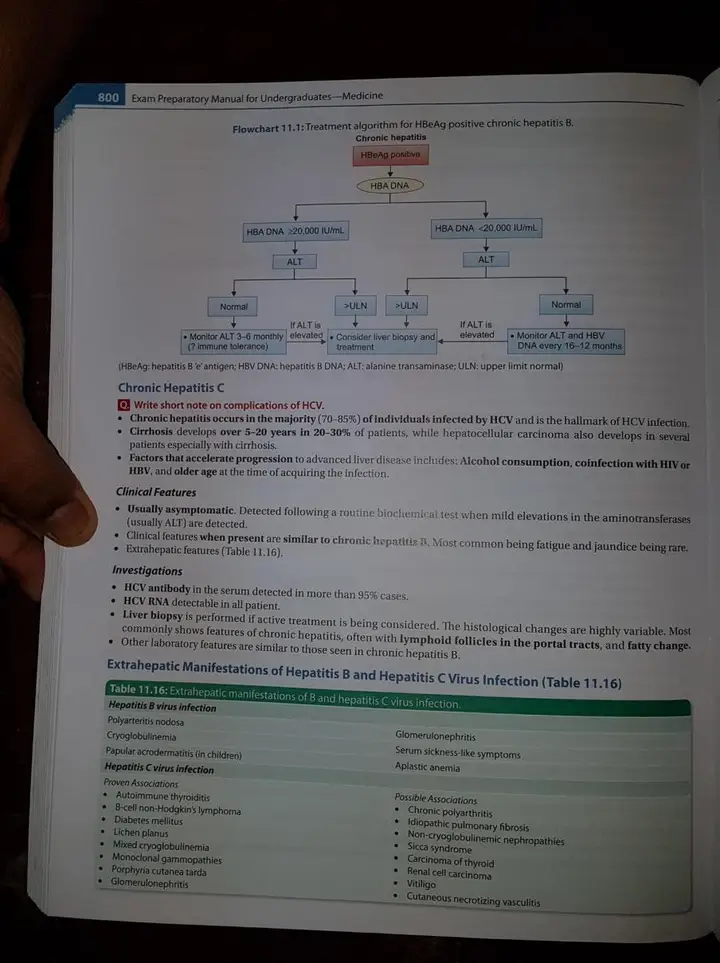 800 Exam Preparatory Manual for Undergraduates—Medicine
Flowchart 11.1: Treatment algorithm for HBeAg positive chronic hepatitis B.
Chronic hepatitis
HBeAg positive
HBA DNA
HBA DNA ≥20,000 IU/mL
HBA DNA <20,000 IU/mL
ALT
ALT
Normal
>ULN
>ULN
Normal
• Monitor ALT 3–6 monthly
(? immune tolerance)
If ALT is
elevated
• Consider liver biopsy and
treatment
If ALT is
elevated
• Monitor ALT and HBV
DNA every 16–12 months
(HBeAg: hepatitis B 'e' antigen; HBV DNA: hepatitis B DNA; ALT: alanine transaminase; ULN: upper limit normal)
Chronic Hepatitis C
Q. Write short note on complications of HCV.
• Chronic hepatitis occurs in the majority (70–85%) of individuals infected by HCV and is the hallmark of HCV infection.
• Cirrhosis develops over 5–20 years in 20–30% of patients, while hepatocellular carcinoma also develops in several
patients especially with cirrhosis.
• Factors that accelerate progression to advanced liver disease includes: Alcohol consumption, coinfection with HIV or
HBV, and older age at the time of acquiring the infection.
Clinical Features
• Usually asymptomatic. Detected following a routine biochemical test when mild elevations in the aminotransferases
(usually ALT) are detected.
• Clinical features when present are similar to chronic hepatitis B. Most common being fatigue and jaundice being rare.
• Extrahepatic features (Table 11.16).
Investigations
• HCV antibody in the serum detected in more than 95% cases.
• HCV RNA detectable in all patient.
• Liver biopsy is performed if active treatment is being considered. The histological changes are highly variable. Most
commonly shows features of chronic hepatitis, often with lymphoid follicles in the portal tracts, and fatty change.
• Other laboratory features are similar to those seen in chronic hepatitis B.
Extrahepatic Manifestations of Hepatitis B and Hepatitis C Virus Infection (Table 11.16)
Table 11.16: Extrahepatic manifestations of B and hepatitis C virus infection.
Hepatitis B virus infection
Polyarteritis nodosa
Cryoglobulinemia
Papular acrodermatitis (in children)
Glomerulonephritis
Serum sickness-like symptoms
Aplastic anemia
Hepatitis C virus infection
Proven Associations
• Autoimmune thyroiditis
• B-cell non-Hodgkin's lymphoma
• Diabetes mellitus
• Lichen planus
• Mixed cryoglobulinemia
• Monoclonal gammopathies
• Porphyria cutanea tarda
• Glomerulonephritis
Possible Associations
• Chronic polyarthritis
• Idiopathic pulmonary fibrosis
• Non-cryoglobulinemic nephropathies
• Sicca syndrome
• Carcinoma of thyroid
• Renal cell carcinoma
• Vitiligo
• Cutaneous necrotizing vasculitis